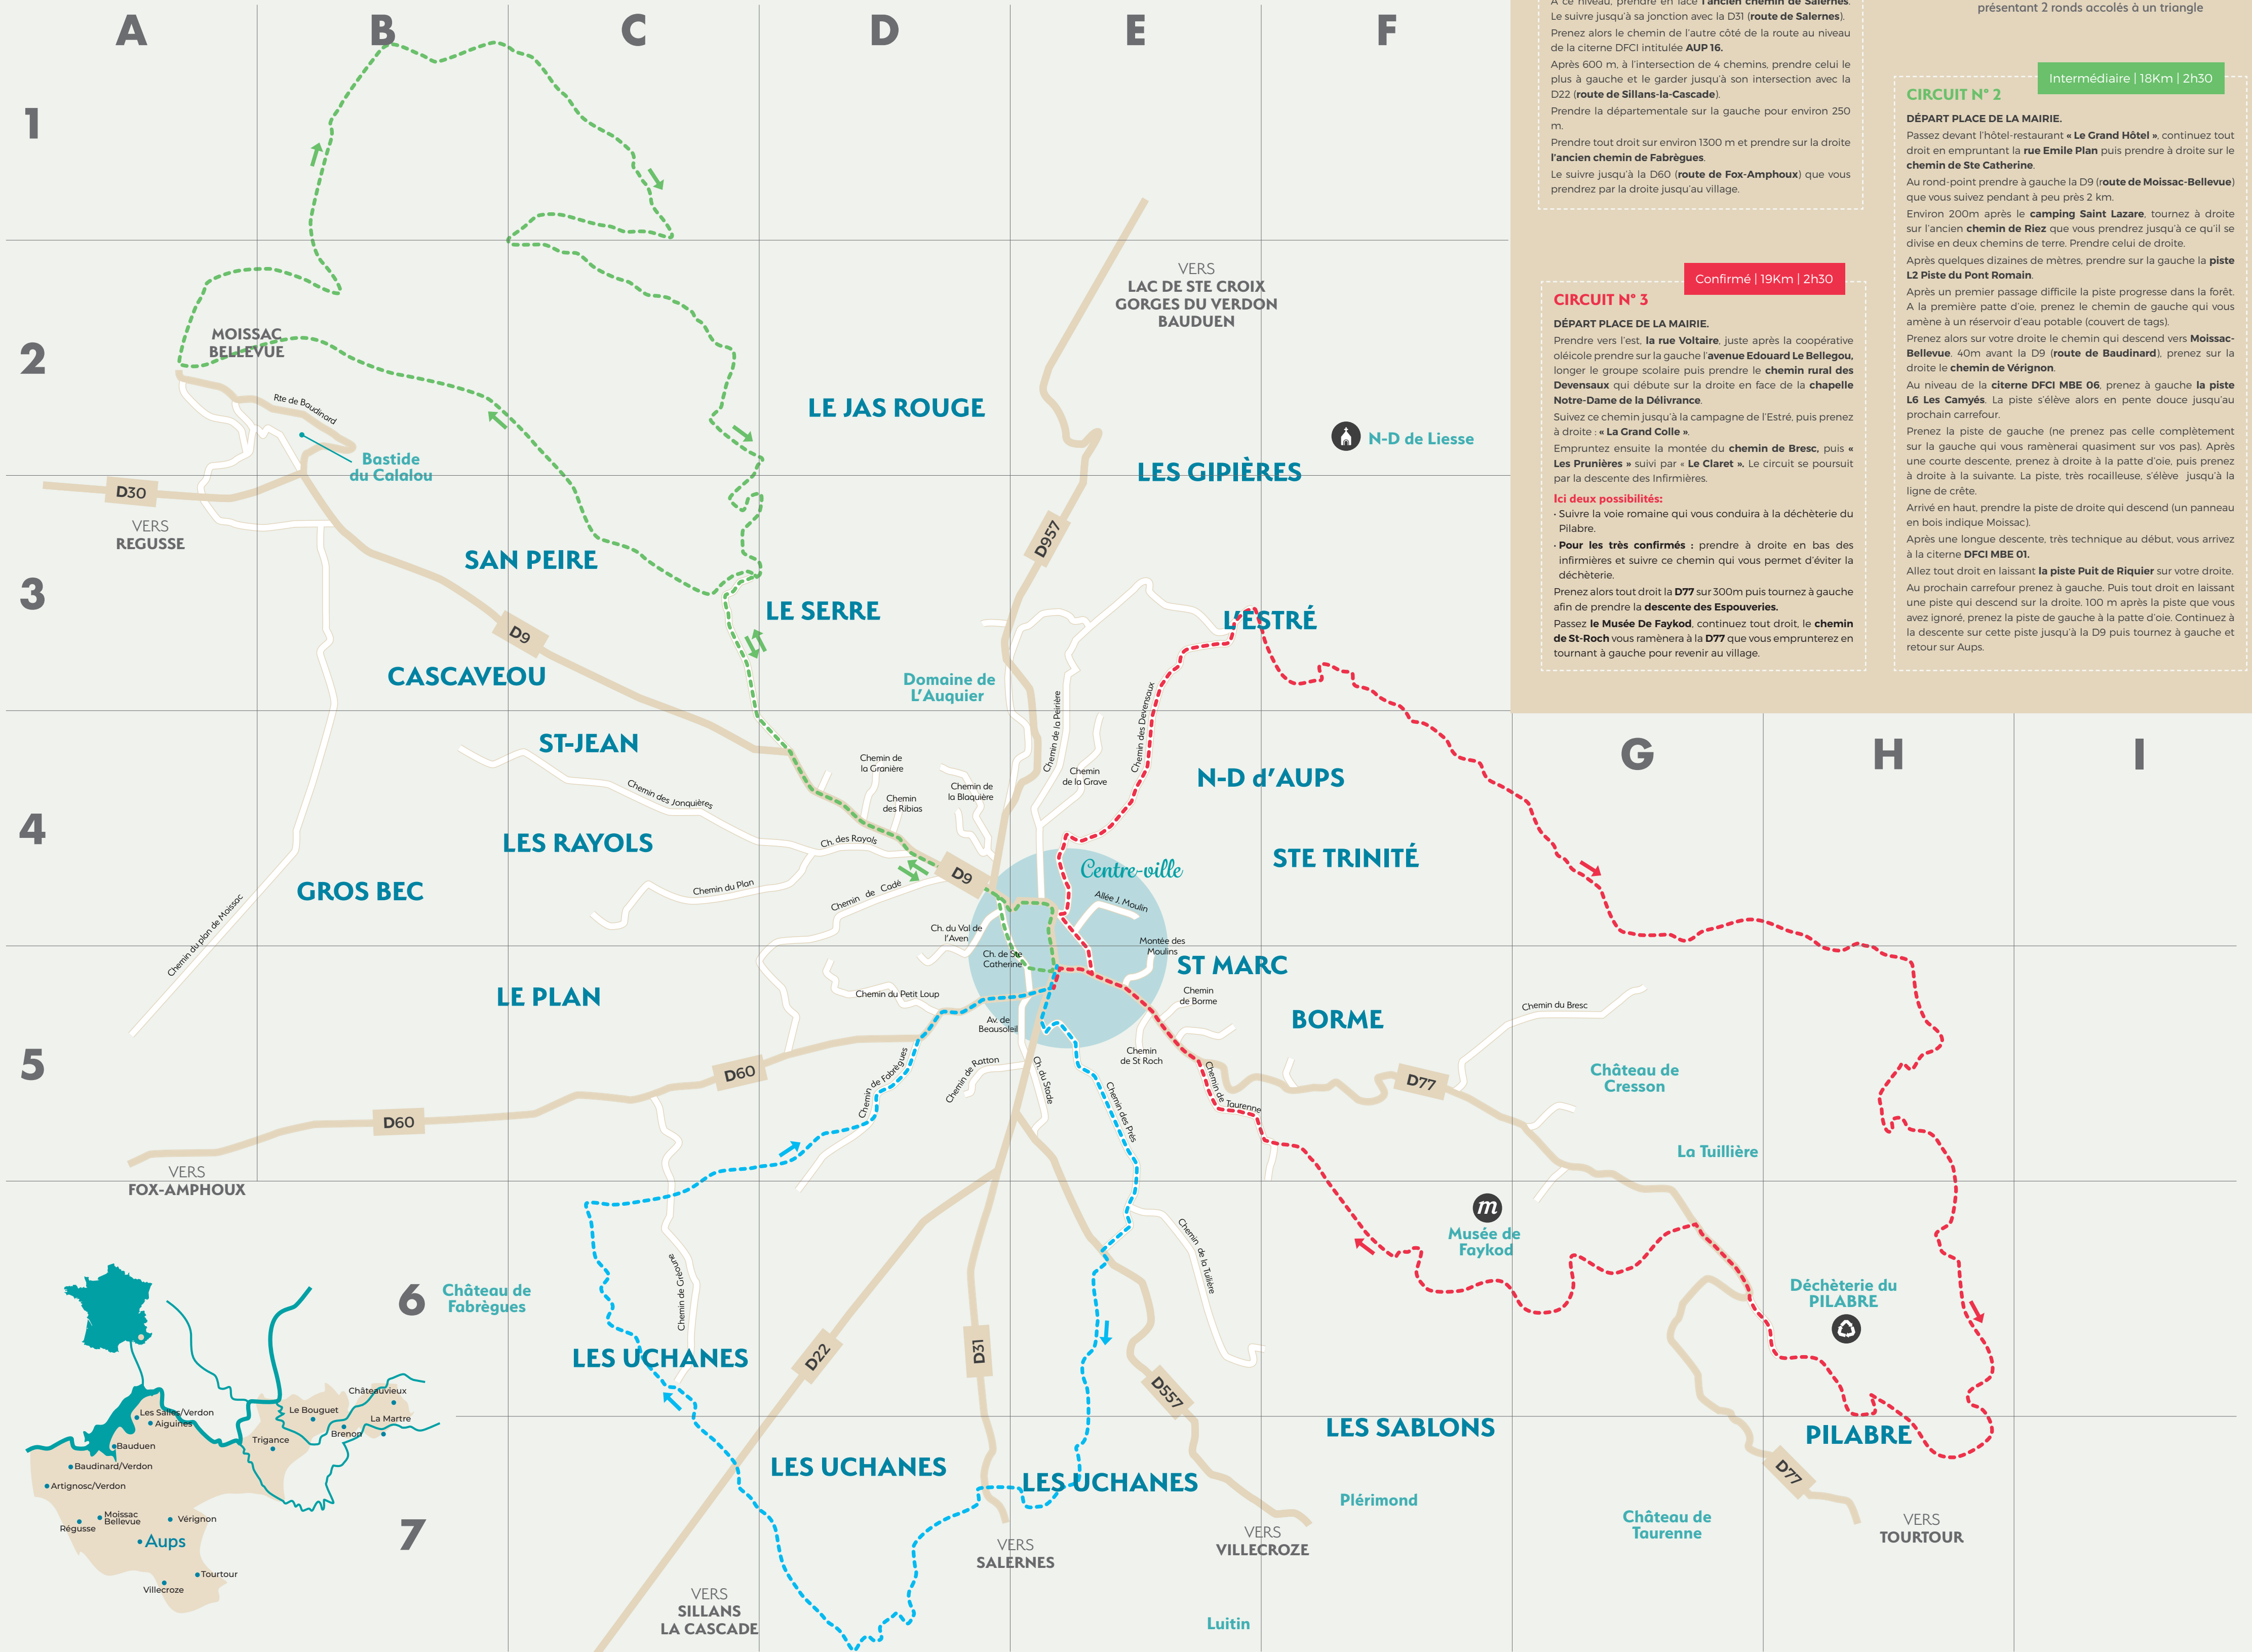 A
B
C
D
E
F
À ce niveau, prendre en face l'ancien chemin de Salernes.
Le suivre jusqu'à sa jonction avec la D31 (route de Salernes).
Prenez alors le chemin de l'autre côté de la route au niveau
de la citerne DFCI intitulée AUP 16.
Après 600 m, à l'intersection de 4 chemins, prendre celui le
plus à gauche et le garder jusqu'à son intersection avec la
D22 (route de Sillans-la-Cascade).
Prendre la départementale sur la gauche pour environ 250
m.
Prendre tout droit sur environ 1300 m et prendre sur la droite
l'ancien chemin de Fabrègues.
Le suivre jusqu'à la D60 (route de Fox-Amphoux) que vous
prendrez par la droite jusqu'au village.
présentant 2 ronds accolés à un triangle
Intermédiaire | 18Km | 2h30
CIRCUIT N° 2
DÉPART PLACE DE LA MAIRIE.
Passez devant l'hôtel-restaurant « Le Grand Hôtel », continuez tout
droit en empruntant la rue Emile Plan puis prendre à droite sur le
chemin de Ste Catherine.
Au rond-point prendre à gauche la D9 (route de Moissac-Bellevue)
que vous suivez pendant à peu près 2 km.
Environ 200m après le camping Saint Lazare, tournez à droite
sur l'ancien chemin de Riez que vous prendrez jusqu'à ce qu'il se
divise en deux chemins de terre. Prendre celui de droite.
Après quelques dizaines de mètres, prendre sur la gauche la piste
L2 Piste du Pont Romain.
Après un premier passage difficile la piste progresse dans la forêt.
A la première patte d'oie, prenez le chemin de gauche qui vous
amène à un réservoir d'eau potable (couvert de tags).
Prenez alors sur votre droite le chemin qui descend vers Moissac-
Bellevue. 40m avant la D9 (route de Baudinard), prenez sur la
droite le chemin de Vérignon.
Au niveau de la citerne DFCI MBE 06, prenez à gauche la piste
L6 Les Camyés. La piste s'élève alors en pente douce jusqu'au
prochain carrefour.
Prenez la piste de gauche (ne prenez pas celle complètement
sur la gauche qui vous ramènerai quasiment sur vos pas). Après
une courte descente, prenez à droite à la patte d'oie, puis prenez
à droite à la suivante. La piste, très rocailleuse, s'élève jusqu'à la
ligne de crête.
Arrivé en haut, prendre la piste de droite qui descend (un panneau
en bois indique Moissac).
Après une longue descente, très technique au début, vous arrivez
à la citerne DFCI MBE 01.
Allez tout droit en laissant la piste Puit de Riquier sur votre droite.
Au prochain carrefour prenez à gauche. Puis tout droit en laissant
une piste qui descend sur la droite. 100 m après la piste que vous
avez ignoré, prenez la piste de gauche à la patte d'oie. Continuez à
la descente sur cette piste jusqu'à la D9 puis tournez à gauche et
retour sur Aups.
Confirmé | 19Km | 2h30
CIRCUIT N° 3
DÉPART PLACE DE LA MAIRIE.
Prendre vers l'est, la rue Voltaire, juste après la coopérative
oléicole prendre sur la gauche l'avenue Edouard Le Bellegou,
longer le groupe scolaire puis prendre le chemin rural des
Devensaux qui débute sur la droite en face de la chapelle
Notre-Dame de la Délivrance.
Suivez ce chemin jusqu'à la campagne de l'Estré, puis prenez
à droite : « La Grand Colle ».
Empruntez ensuite la montée du chemin de Bresc, puis «
Les Prunières » suivi par « Le Claret ». Le circuit se poursuit
par la descente des Infirmières.
Ici deux possibilités:
· Suivre la voie romaine qui vous conduira à la déchèterie du
Pilabre.
· Pour les très confirmés : prendre à droite en bas des
infirmières et suivre ce chemin qui vous permet d'éviter la
déchèterie.
Prenez alors tout droit la D77 sur 300m puis tournez à gauche
afin de prendre la descente des Espouveries.
Passez le Musée De Faykod, continuez tout droit, le chemin
de St-Roch vous ramènera à la D77 que vous emprunterez en
tournant à gauche pour revenir au village.
1
2
3
4
5
6
7
G
H
I
VERS
LAC DE STE CROIX
GORGES DU VERDON
BAUDUEN
MOISSAC
BELLEVUE
Rte de Baudinard
Bastide
du Calalou
D30
VERS
REGUSSE
LE JAS ROUGE
N-D de Liesse
LES GIPIÈRES
D957
SAN PEIRE
LE SERRE
L'ESTRÉ
D9
CASCAVEOU
Domaine de
L'Auquier
Chemin de la Peirière
Chemin des Devensaux
ST-JEAN
Chemin de
la Granière
Chemin
de la Grave
N-D d'AUPS
Chemin des Jonquières
Chemin
des Ribias
Chemin de
la Blaquière
LES RAYOLS
Ch. des Rayols
STE TRINITÉ
Centre-ville
D9
GROS BEC
Chemin du Plan
Chemin de Cadé
Allée J. Moulin
Chemin du plan de Moissac
Ch. du Val de
l'Aven
Montée des
Moulins
Ch. de Ste
Catherine
ST MARC
LE PLAN
Chemin du Petit Loup
Chemin
de Borme
BORME
Chemin du Bresc
Av. de
Beausoleil
Chemin
de St Roch
Chemin de Fabrègues
Chemin de Ratton
Ch. du Stade
Chemin de Taurenne
Chemin des Prés
D60
D60
D77
Château de
Cresson
La Tuillière
VERS
FOX-AMPHOUX
Musée de
Faykod
m
Chemin de la Tuilière
Chemin de Gréoune
Château de
Fabrègues
Déchèterie du
PILABRE
LES UCHANES
D22
D31
D557
LES SABLONS
PILABRE
LES UCHANES
LES UCHANES
D77
Plérimond
Château de
Taurenne
VERS
TOURTOUR
VERS
VILLECROZE
VERS
SALERNES
VERS
SILLANS
LA CASCADE
Luitin
Châteauvieux
Les Salles/Verdon
Aiguines
Le Bouguet
La Martre
Brenon
Trigance
Bauduen
Baudinard/Verdon
Artignosc/Verdon
Moissac
Bellevue
Régusse
Vérignon
Aups
Tourtour
Villecroze